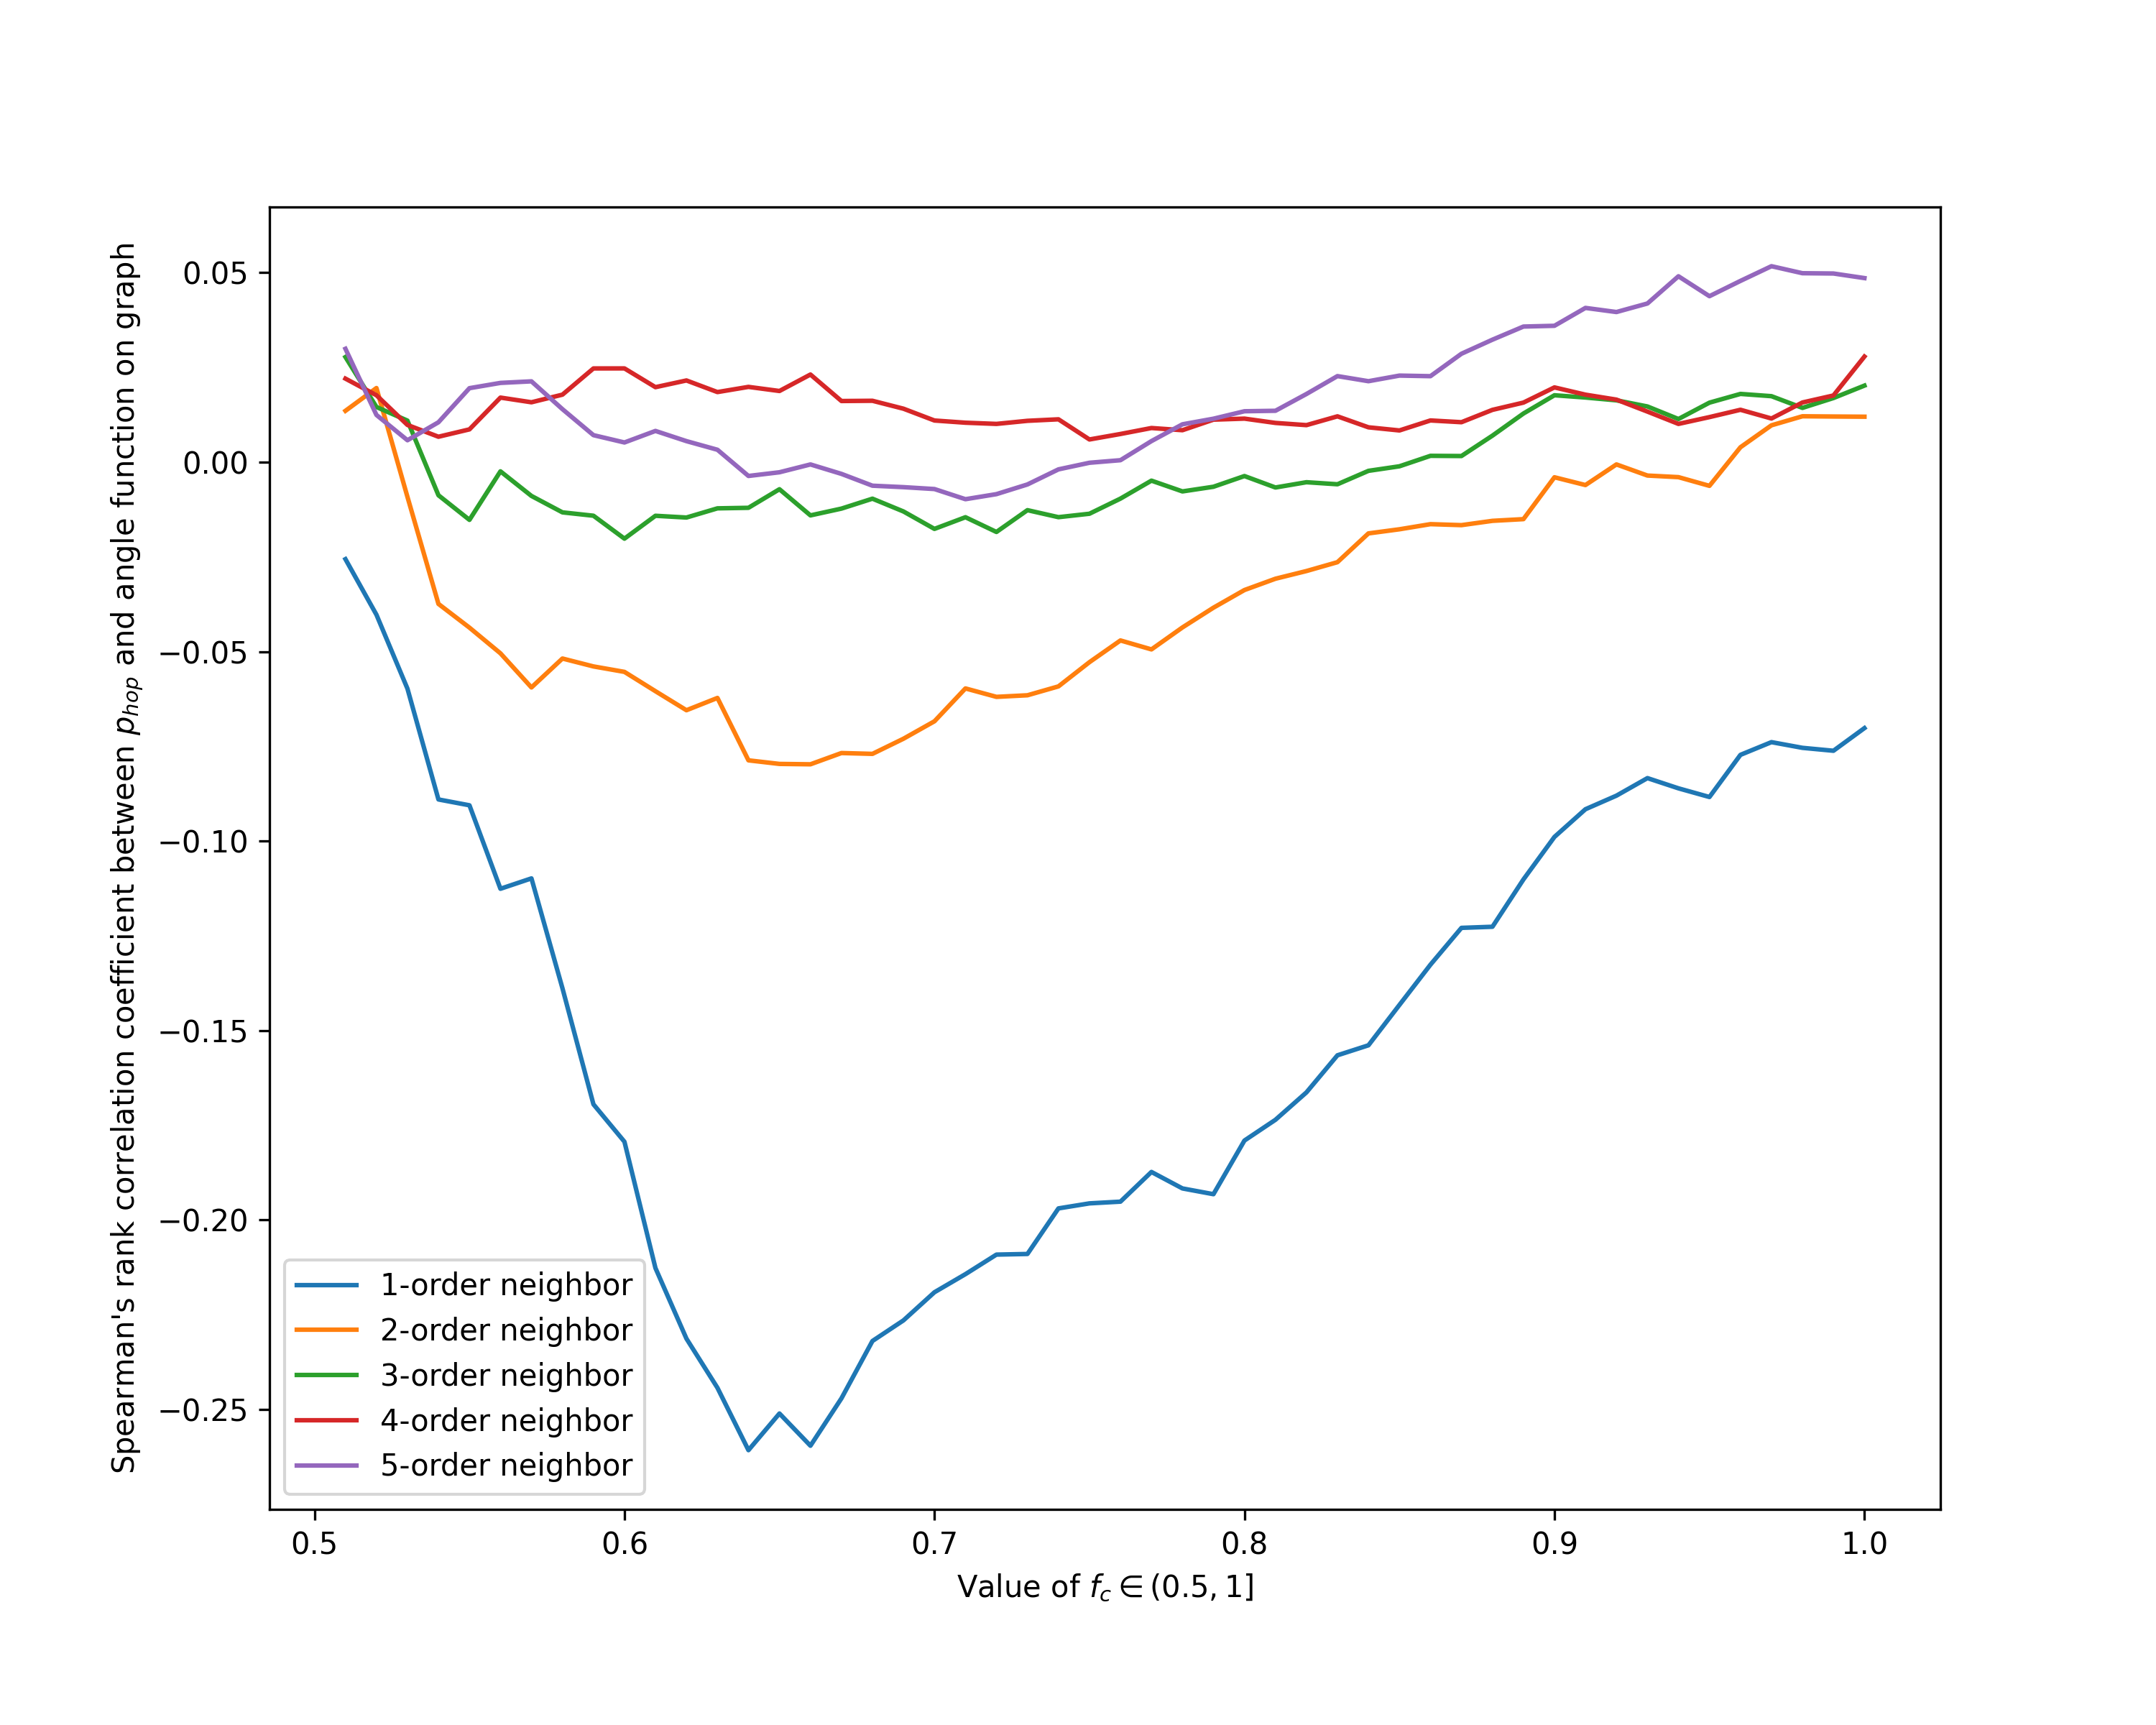 Spearman's rank correlation coefficient between p_hop and angle function on graph
0.05
0.00
−0.05
−0.10
−0.15
−0.20
−0.25
1-order neighbor
2-order neighbor
3-order neighbor
4-order neighbor
5-order neighbor
0.5 0.6 0.7 0.8 0.9 1.0
Value of f_c ∈ (0.5, 1]